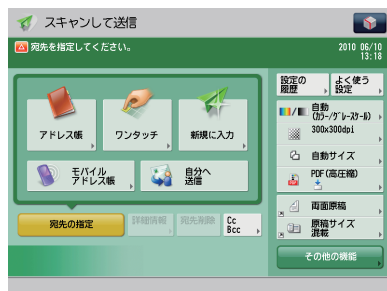 スキャンして送信
宛先を指定してください。
2010 06/10
13:18
設定の
履歴
よく使う
設定
アドレス帳
ワンタッチ
新規に入力
モバイル
アドレス帳
自分へ
送信
自動
(カラー/グレースケール)
300x300dpi
自動サイズ
PDF(高圧縮)
両面原稿
原稿サイズ
混載
宛先の指定
詳細情報
宛先削除
Cc
Bcc
その他の機能